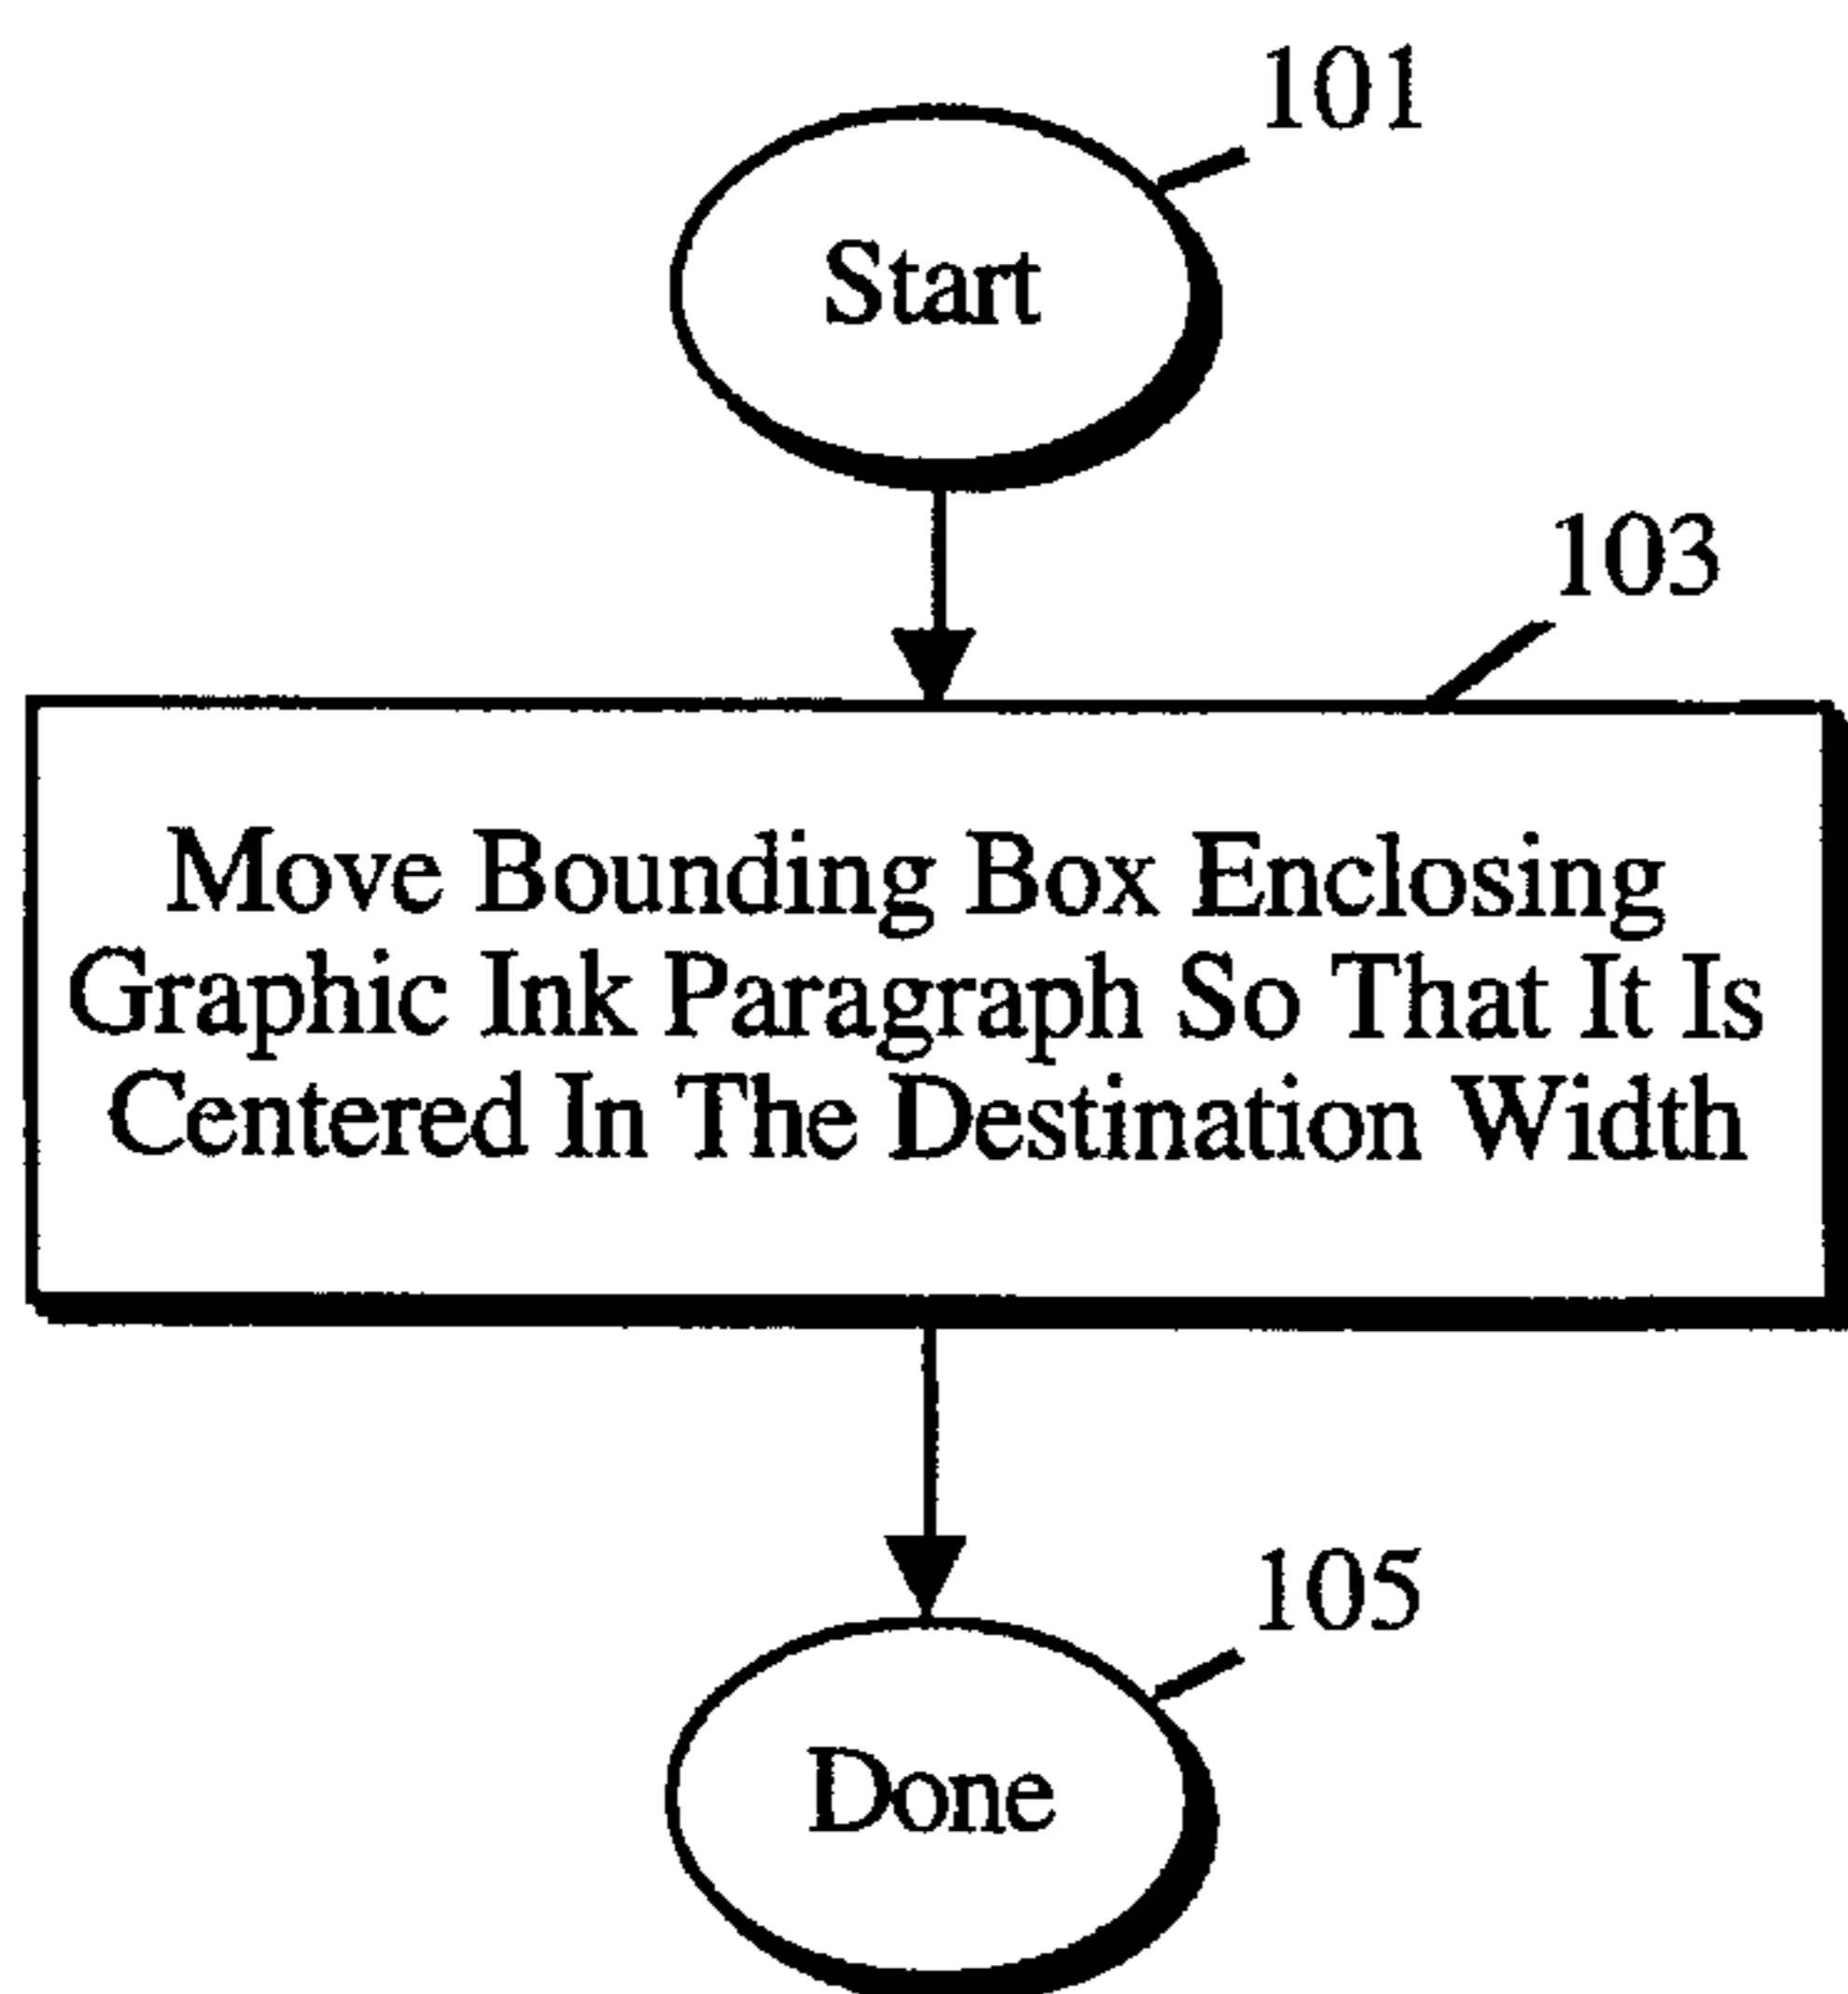 101
Start
103
Move Bounding Box Enclosing
Graphic Ink Paragraph So That It Is
Centered In The Destination Width
105
Done